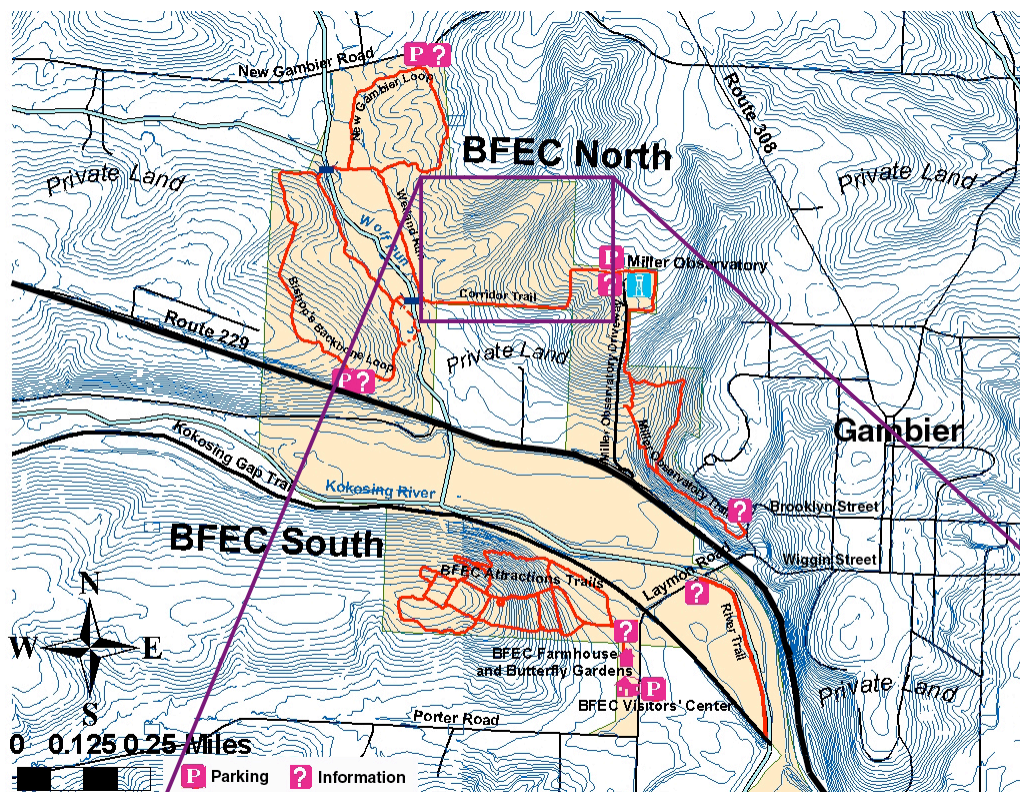 New Gambier Road
P ?
New Gambier Loop
Route 308
BFEC North
Private Land
Private Land
Wetland Run
Wolf Run
P
Miller Observatory
?
Corridor Trail
Bishop's Backbone Loop
Route 229
Private Land
Miller Observatory Driveway
P ?
Gambier
Kokosing Gap Trail
Miller Observatory Trail
Kokosing River
?
Brooklyn Street
BFEC South
Wiggin Street
Laymon Road
BFEC Attractions Trails
N
W E
S
?
River Trail
?
BFEC Farmhouse
and Butterfly Gardens
P
BFEC Visitors' Center
Private Land
Porter Road
0 0.125 0.25 Miles
P Parking ? Information